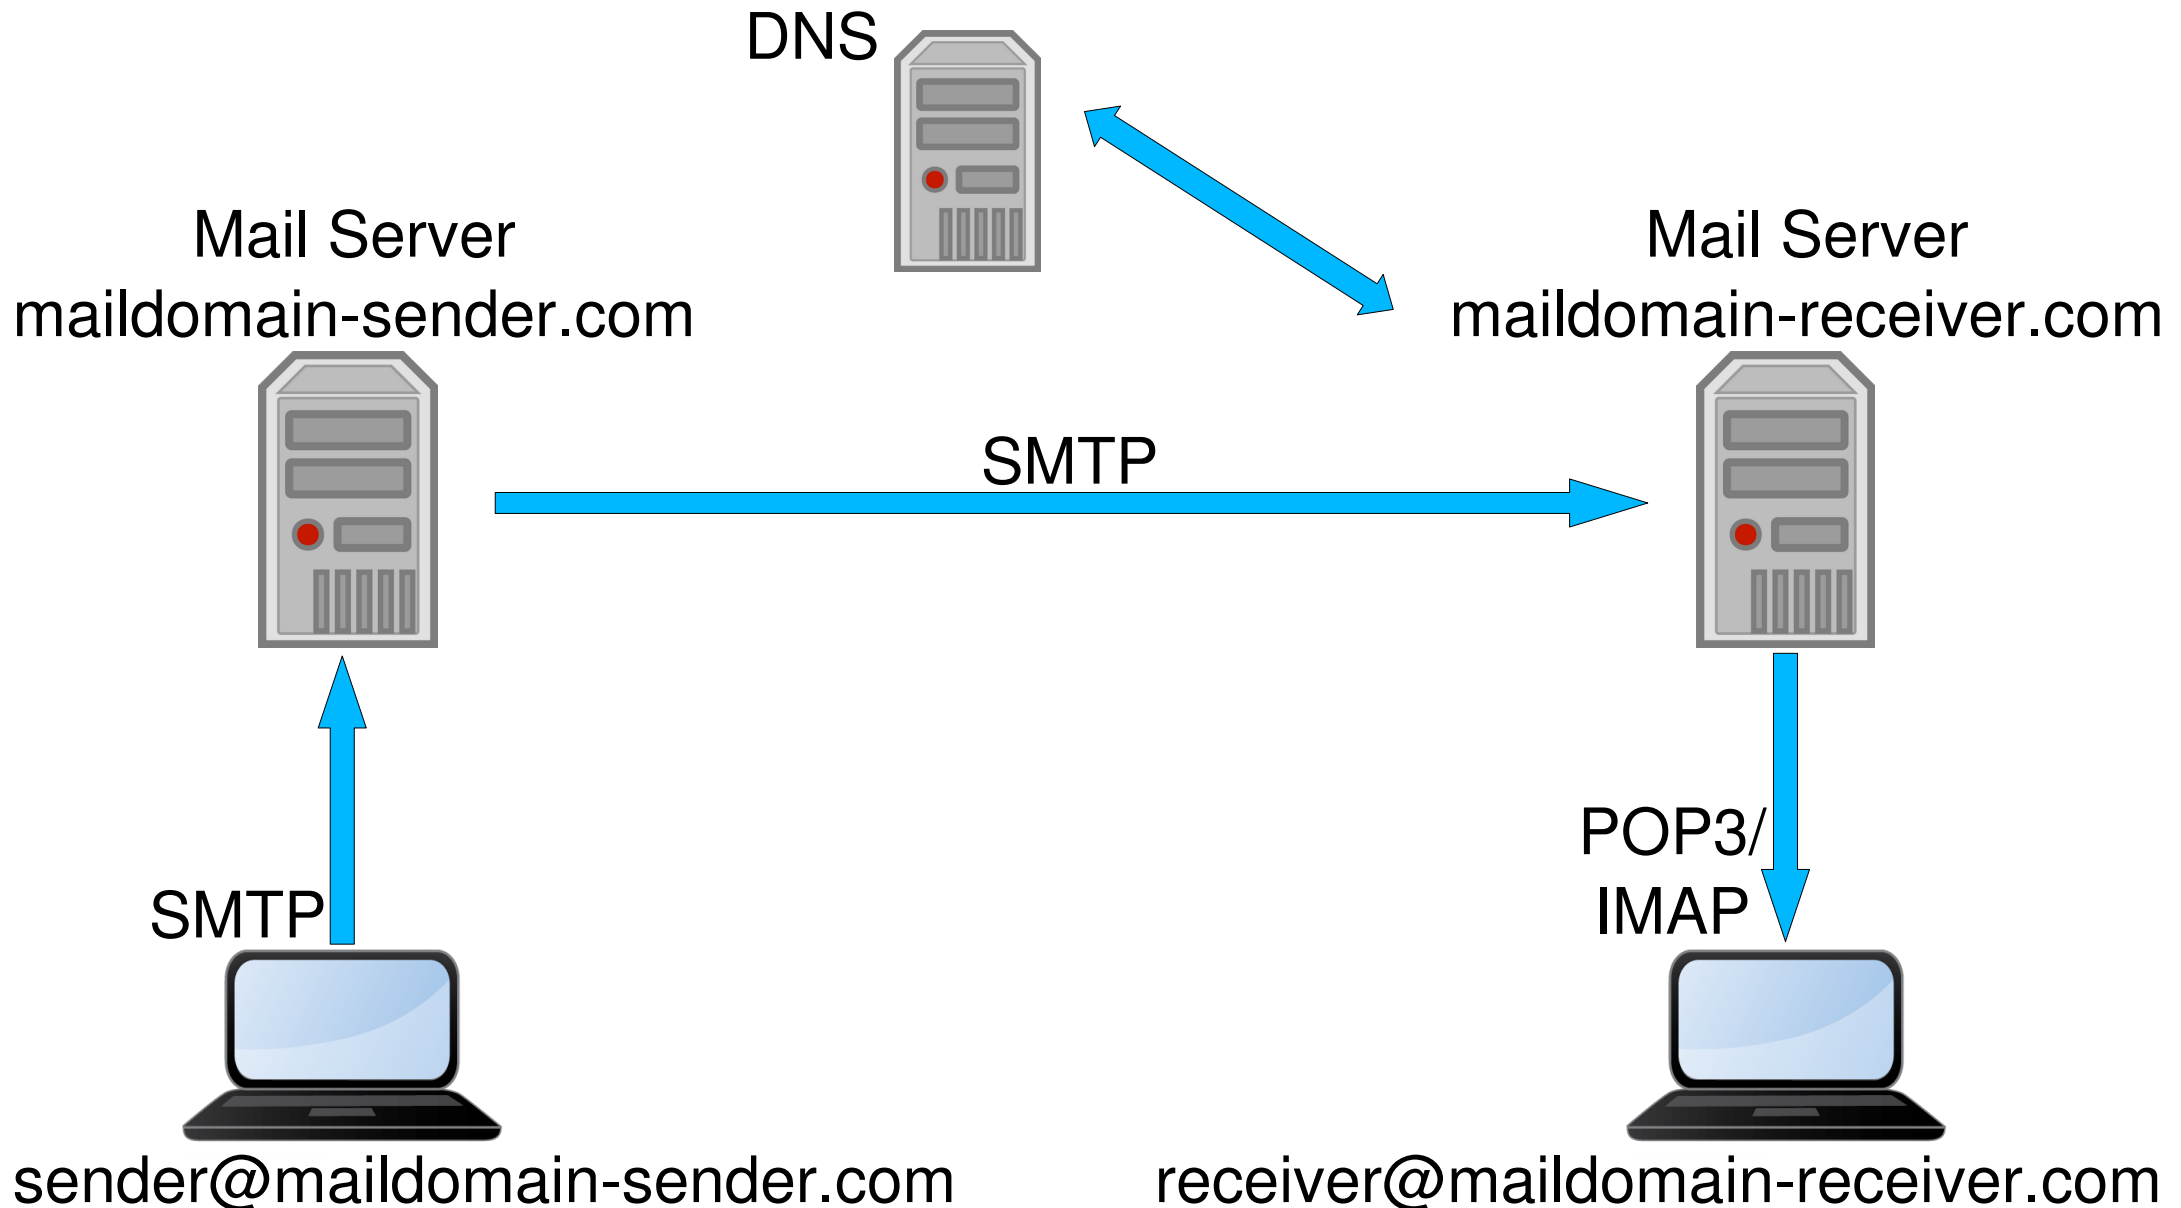 DNS
Mail Server
maildomain-sender.com
Mail Server
maildomain-receiver.com
SMTP
SMTP
POP3/
IMAP
sender@maildomain-sender.com
receiver@maildomain-receiver.com